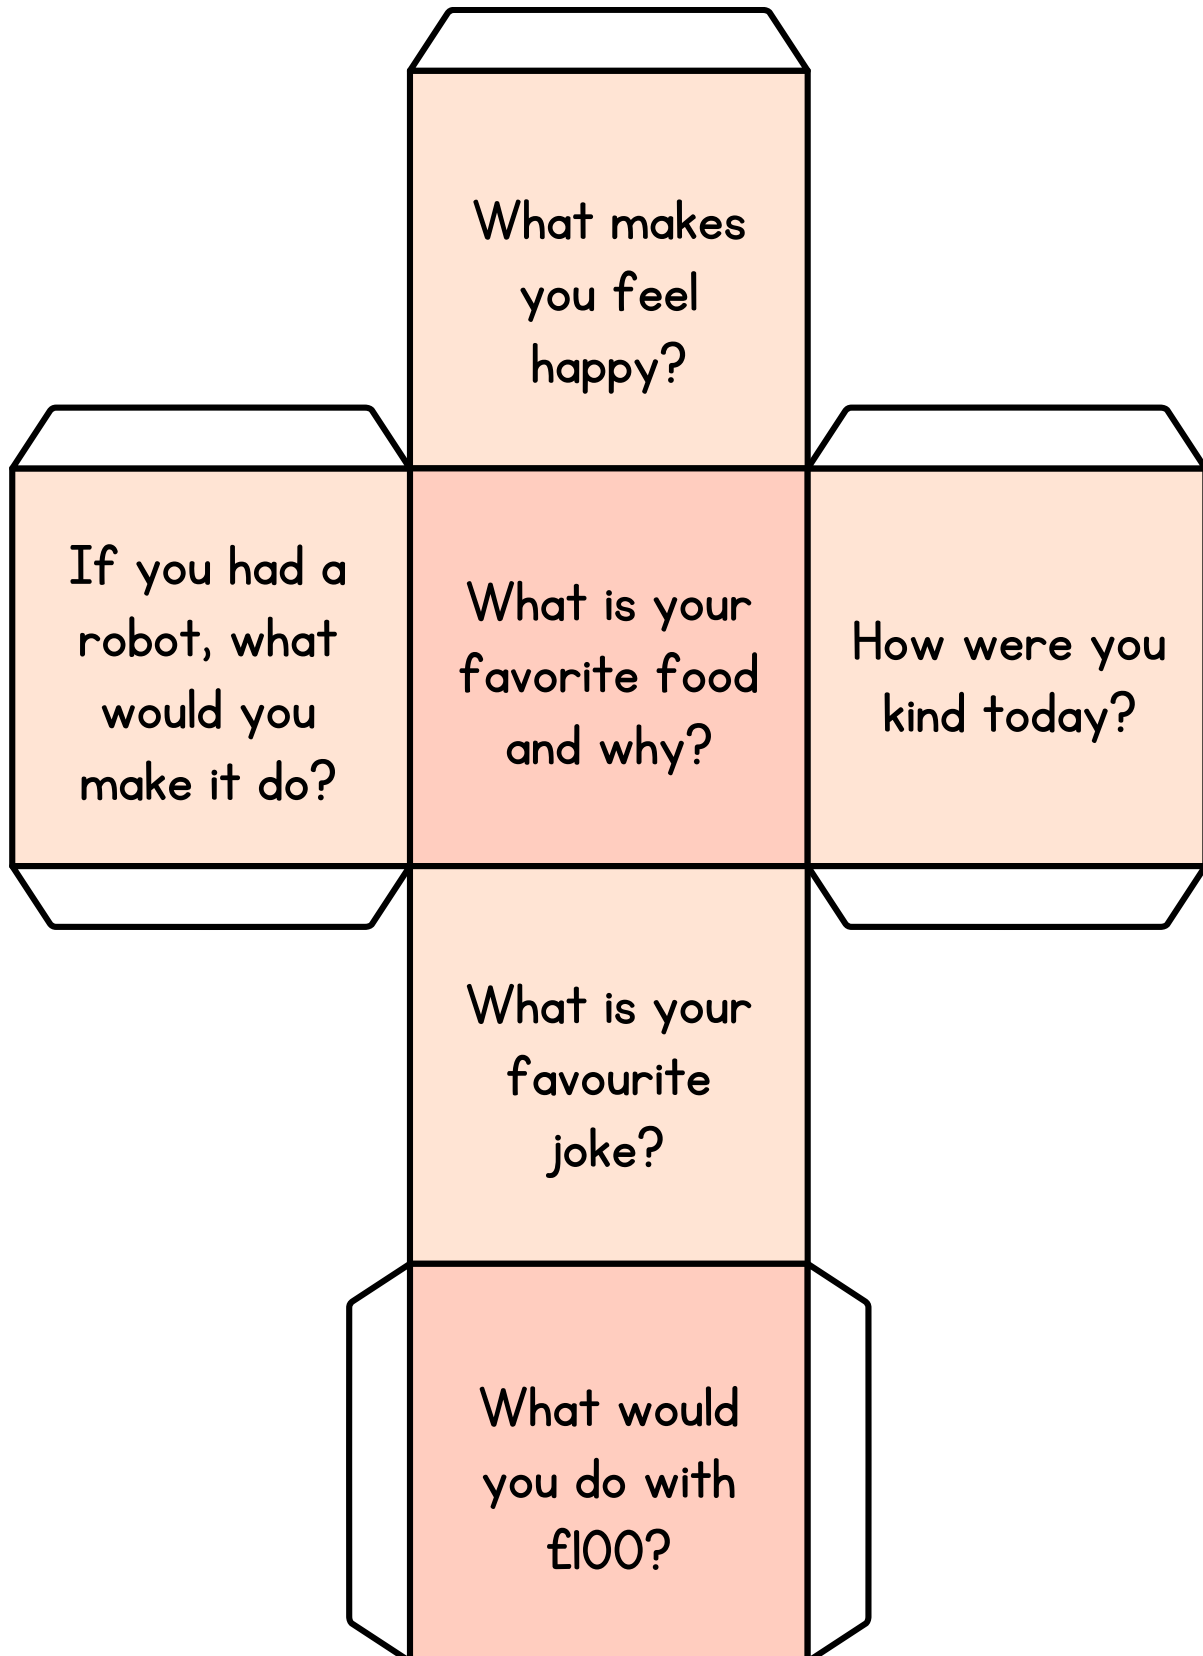 What makes
you feel
happy?
If you had a
robot, what
would you
make it do?
What is your
favorite food
and why?
How were you
kind today?
What is your
favourite
joke?
What would
you do with
£100?